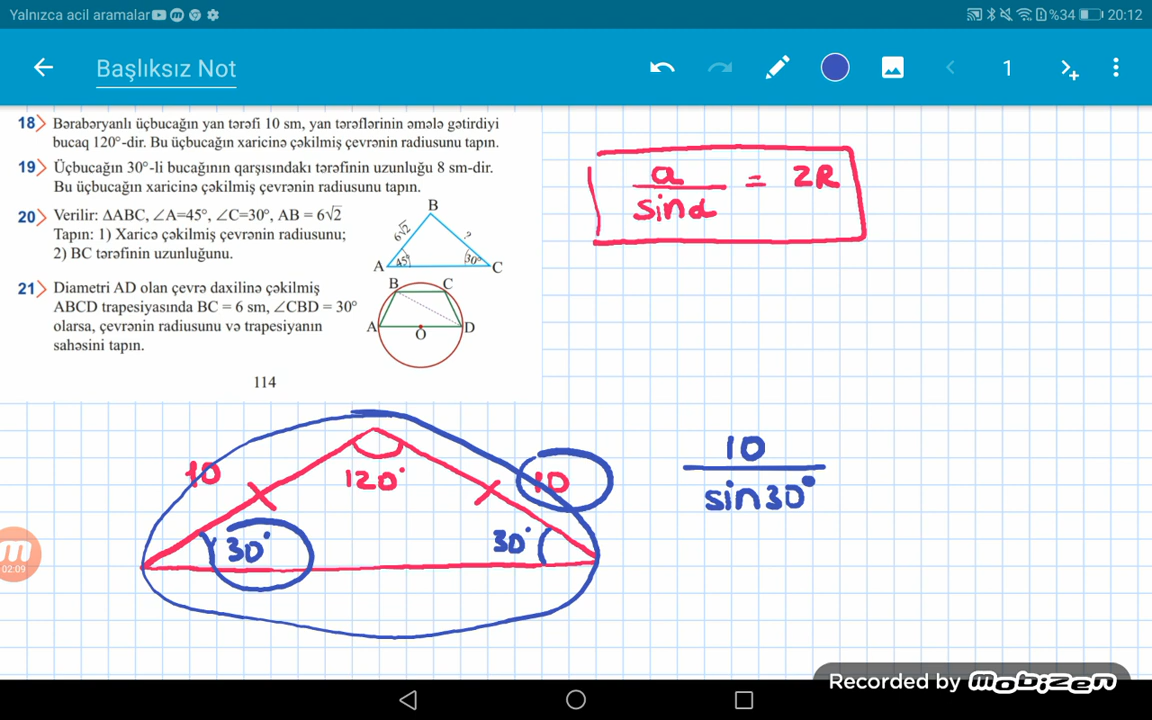 Yalnızca acil aramalar
%34 20:12
Başlıksız Not
1
18 Bərabəryanlı üçbucağın yan tərəfi 10 sm, yan tərəflərinin əmələ gətirdiyi
bucaq 120°-dir. Bu üçbucağın xaricinə çəkilmiş çevrənin radiusunu tapın.
19 Üçbucağın 30°-li bucağının qarşısındakı tərəfinin uzunluğu 8 sm-dir.
Bu üçbucağın xaricinə çəkilmiş çevrənin radiusunu tapın.
20 Verilir: ΔABC, ∠A=45°, ∠C=30°, AB = 6√2
Tapın: 1) Xaricə çəkilmiş çevrənin radiusunu;
2) BC tərəfinin uzunluğunu.
B
6√2
?
A 45° 30° C
21 Diametri AD olan çevrə daxilinə çəkilmiş
ABCD trapesiyasında BC = 6 sm, ∠CBD = 30°
olarsa, çevrənin radiusunu və trapesiyanın
sahəsini tapın.
B C
A O D
114
a
sinα = 2R
10 120° 10
30° 30°
10
sin30°
02:09
Recorded by mobizen